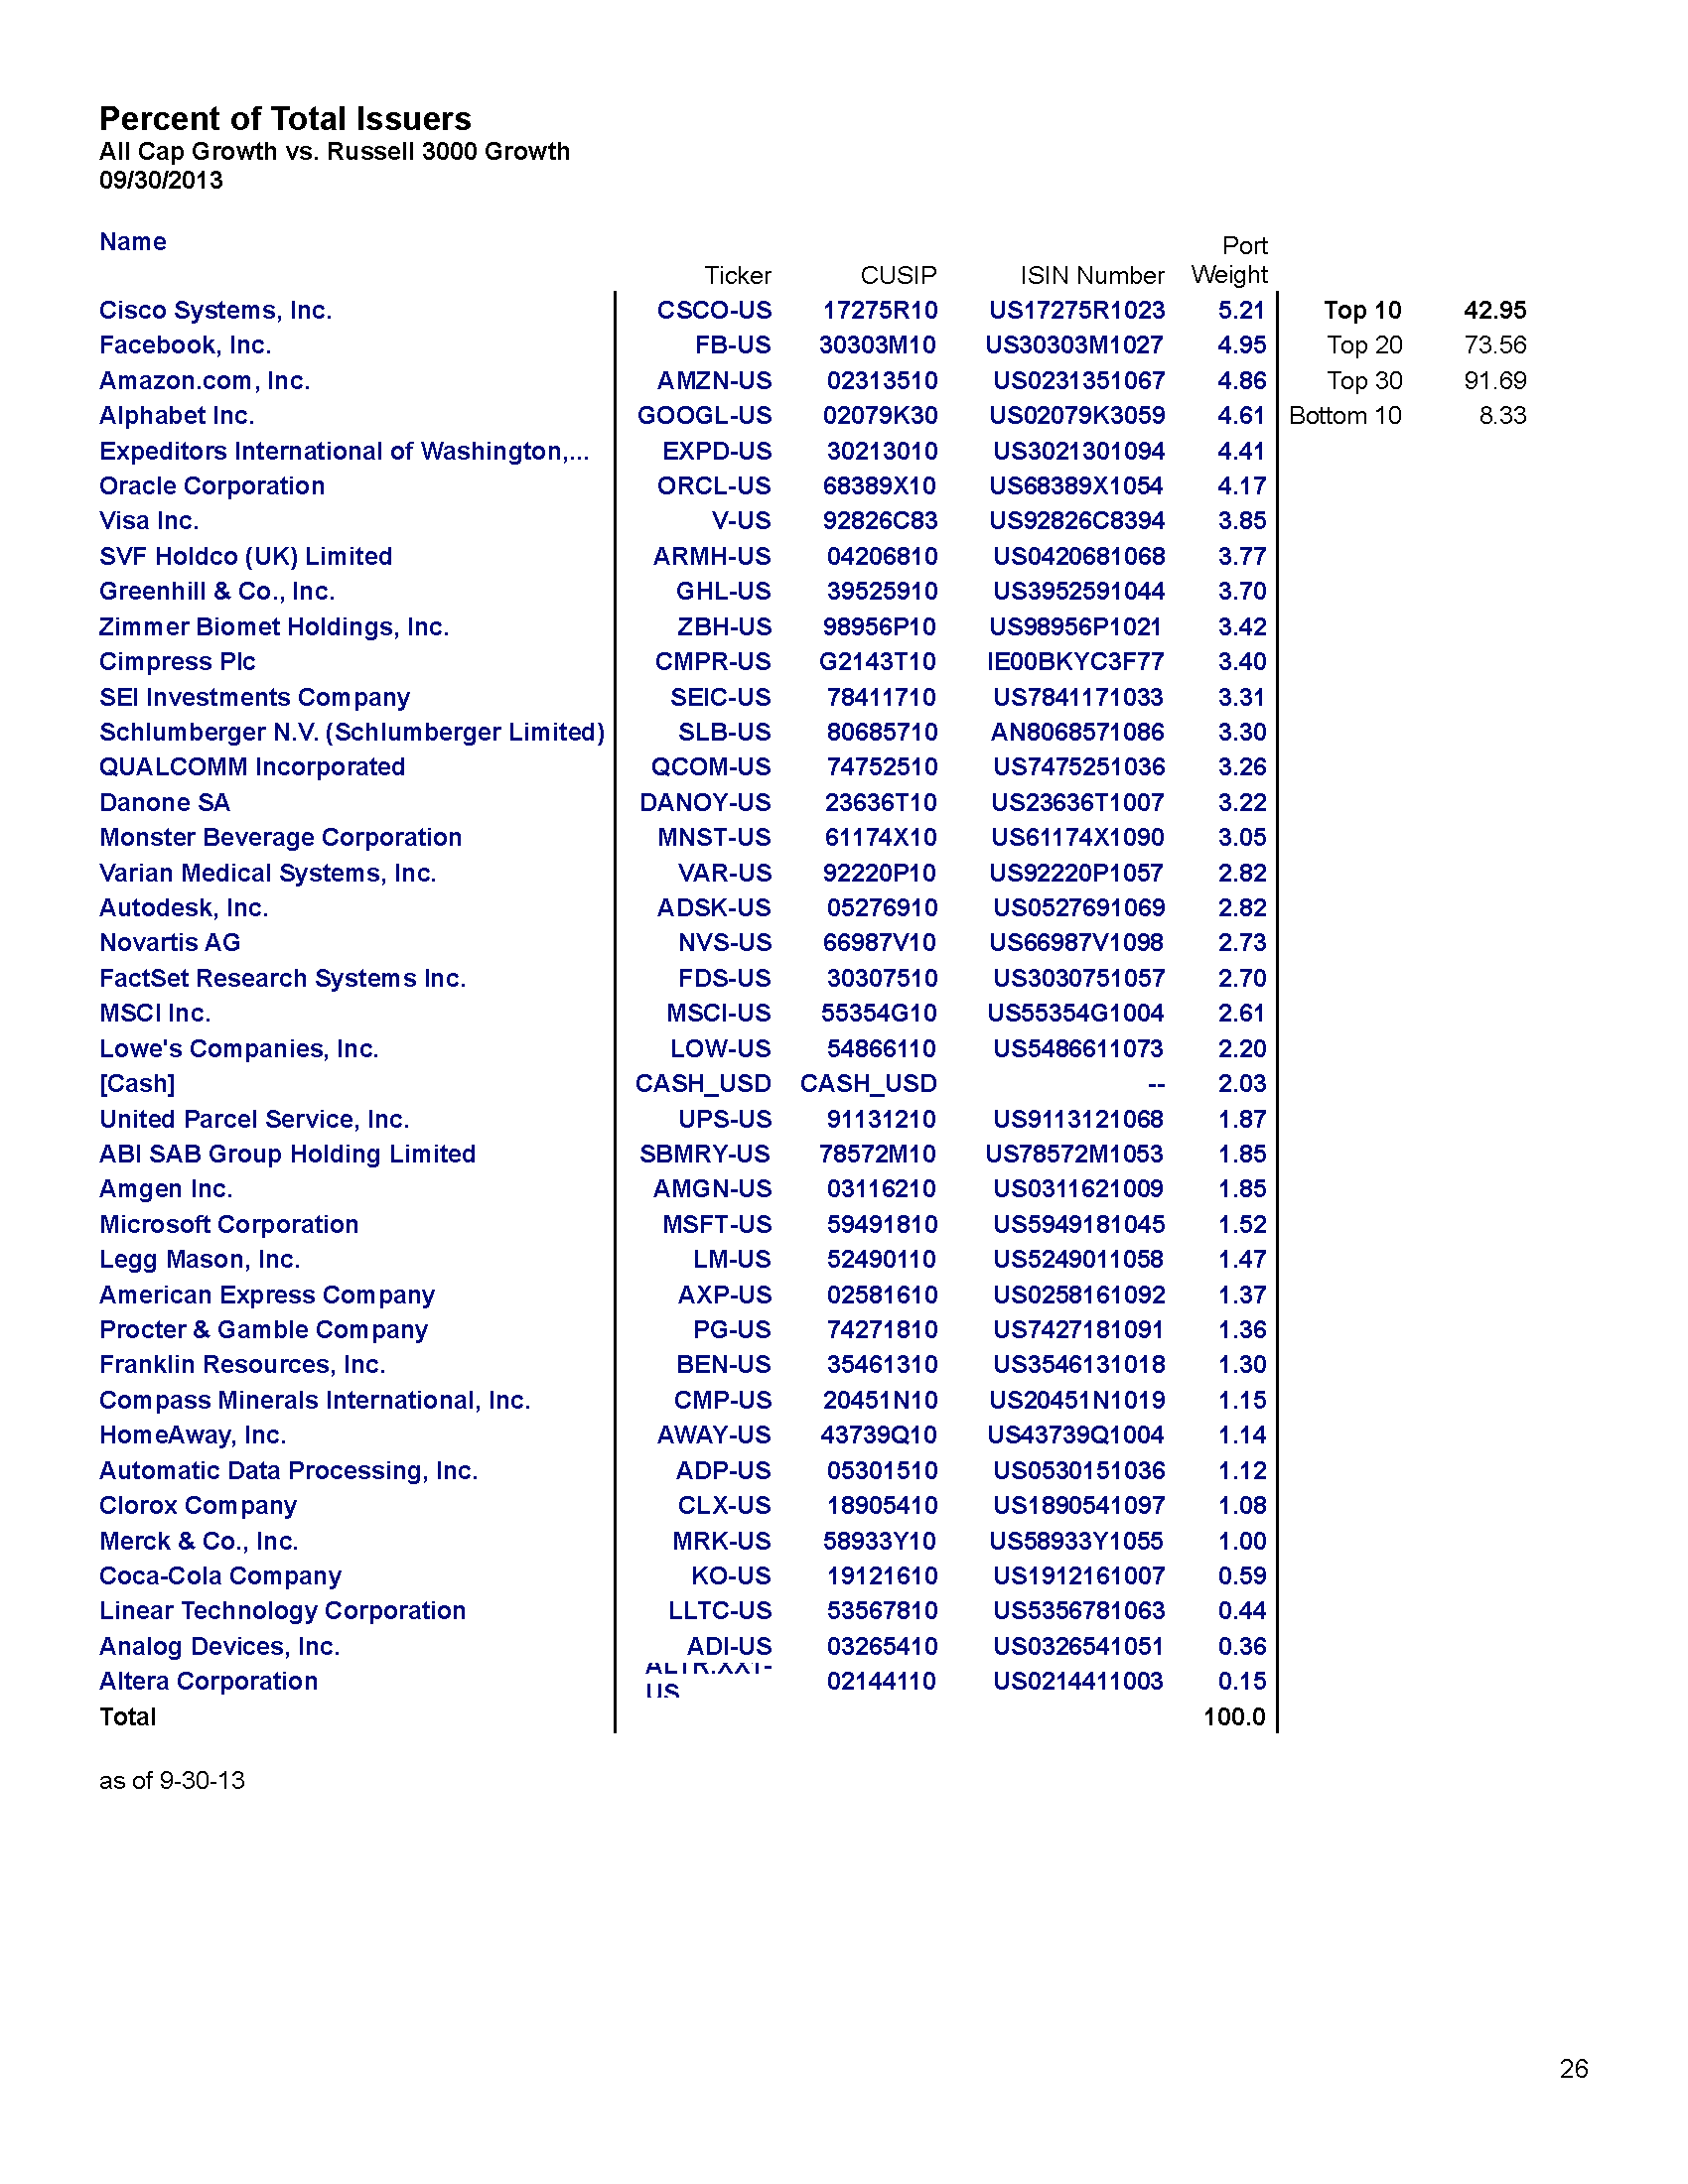 Percent of Total Issuers
All Cap Growth vs. Russell 3000 Growth
09/30/2013
Name Ticker CUSIP ISIN Number Port Weight
Cisco Systems, Inc. CSCO-US 17275R10 US17275R1023 5.21 Top 10 42.95
Facebook, Inc. FB-US 30303M10 US30303M1027 4.95 Top 20 73.56
Amazon.com, Inc. AMZN-US 02313510 US0231351067 4.86 Top 30 91.69
Alphabet Inc. GOOGL-US 02079K30 US02079K3059 4.61 Bottom 10 8.33
Expeditors International of Washington,... EXPD-US 30213010 US3021301094 4.41
Oracle Corporation ORCL-US 68389X10 US68389X1054 4.17
Visa Inc. V-US 92826C83 US92826C8394 3.85
SVF Holdco (UK) Limited ARMH-US 04206810 US0420681068 3.77
Greenhill & Co., Inc. GHL-US 39525910 US3952591044 3.70
Zimmer Biomet Holdings, Inc. ZBH-US 98956P10 US98956P1021 3.42
Cimpress Plc CMPR-US G2143T10 IE00BKYC3F77 3.40
SEI Investments Company SEIC-US 78411710 US7841171033 3.31
Schlumberger N.V. (Schlumberger Limited) SLB-US 80685710 AN8068571086 3.30
QUALCOMM Incorporated QCOM-US 74752510 US7475251036 3.26
Danone SA DANOY-US 23636T10 US23636T1007 3.22
Monster Beverage Corporation MNST-US 61174X10 US61174X1090 3.05
Varian Medical Systems, Inc. VAR-US 92220P10 US92220P1057 2.82
Autodesk, Inc. ADSK-US 05276910 US0527691069 2.82
Novartis AG NVS-US 66987V10 US66987V1098 2.73
FactSet Research Systems Inc. FDS-US 30307510 US3030751057 2.70
MSCI Inc. MSCI-US 55354G10 US55354G1004 2.61
Lowe's Companies, Inc. LOW-US 54866110 US5486611073 2.20
[Cash] CASH_USD CASH_USD -- 2.03
United Parcel Service, Inc. UPS-US 91131210 US9113121068 1.87
ABI SAB Group Holding Limited SBMRY-US 78572M10 US78572M1053 1.85
Amgen Inc. AMGN-US 03116210 US0311621009 1.85
Microsoft Corporation MSFT-US 59491810 US5949181045 1.52
Legg Mason, Inc. LM-US 52490110 US5249011058 1.47
American Express Company AXP-US 02581610 US0258161092 1.37
Procter & Gamble Company PG-US 74271810 US7427181091 1.36
Franklin Resources, Inc. BEN-US 35461310 US3546131018 1.30
Compass Minerals International, Inc. CMP-US 20451N10 US20451N1019 1.15
HomeAway, Inc. AWAY-US 43739Q10 US43739Q1004 1.14
Automatic Data Processing, Inc. ADP-US 05301510 US0530151036 1.12
Clorox Company CLX-US 18905410 US1890541097 1.08
Merck & Co., Inc. MRK-US 58933Y10 US58933Y1055 1.00
Coca-Cola Company KO-US 19121610 US1912161007 0.59
Linear Technology Corporation LLTC-US 53567810 US5356781063 0.44
Analog Devices, Inc. ADI-US 03265410 US0326541051 0.36
Altera Corporation 02144110 US0214411003 0.15
Total 100.0
as of 9-30-13
26